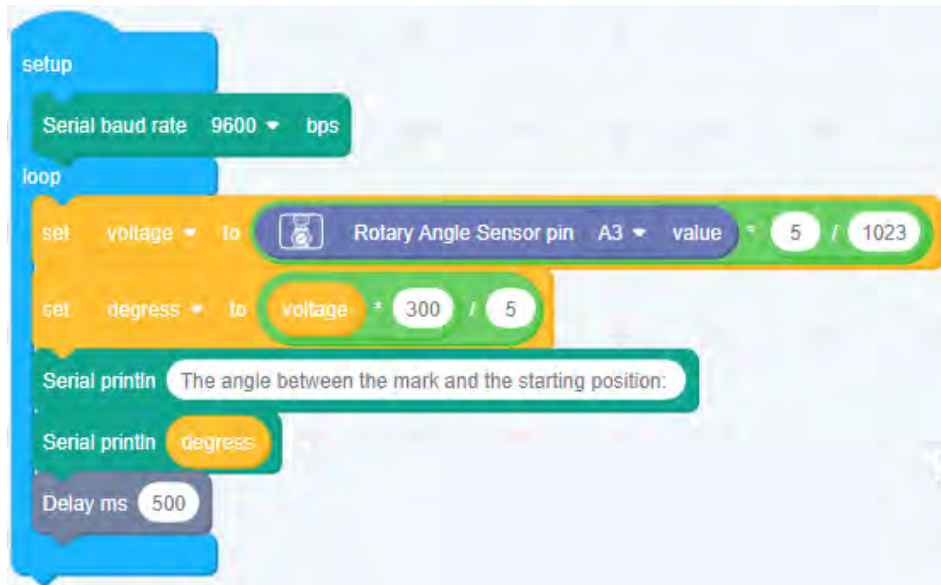 setup
Serial baud rate 9600 bps
loop
set voltage to Rotary Angle Sensor pin A3 value * 5 / 1023
set degress to voltage * 300 / 5
Serial println The angle between the mark and the starting position:
Serial println degress
Delay ms 500